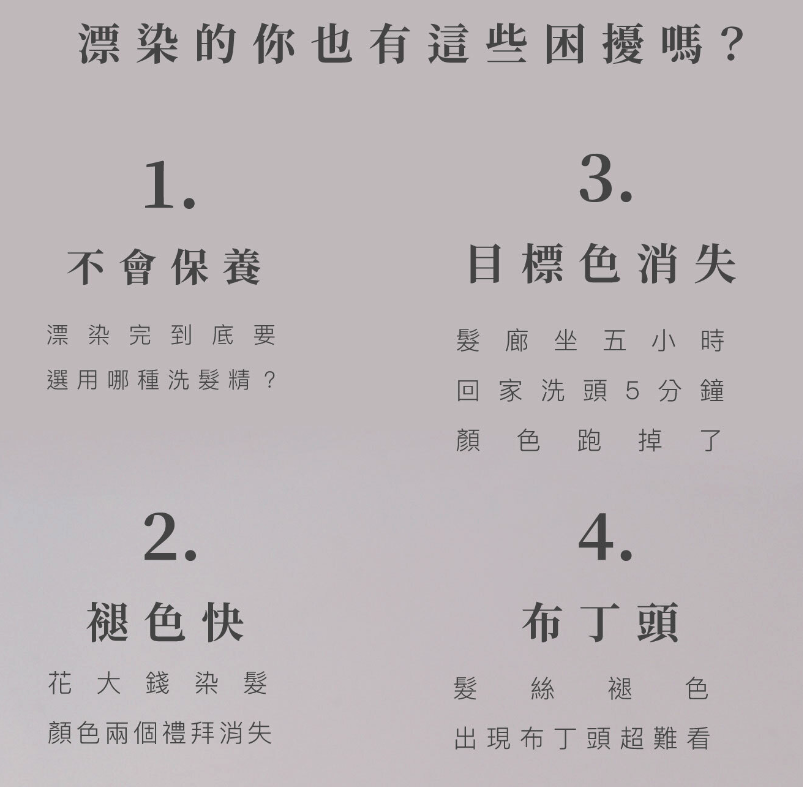 漂染的你也有這些困擾嗎？
1.
不會保養
漂染完到底要
選用哪種洗髮精？
2.
褪色快
花大錢染髮
顏色兩個禮拜消失
3.
目標色消失
髮廊坐五小時
回家洗頭5分鐘
顏色跑掉了
4.
布丁頭
髮絲褪色
出現布丁頭超難看